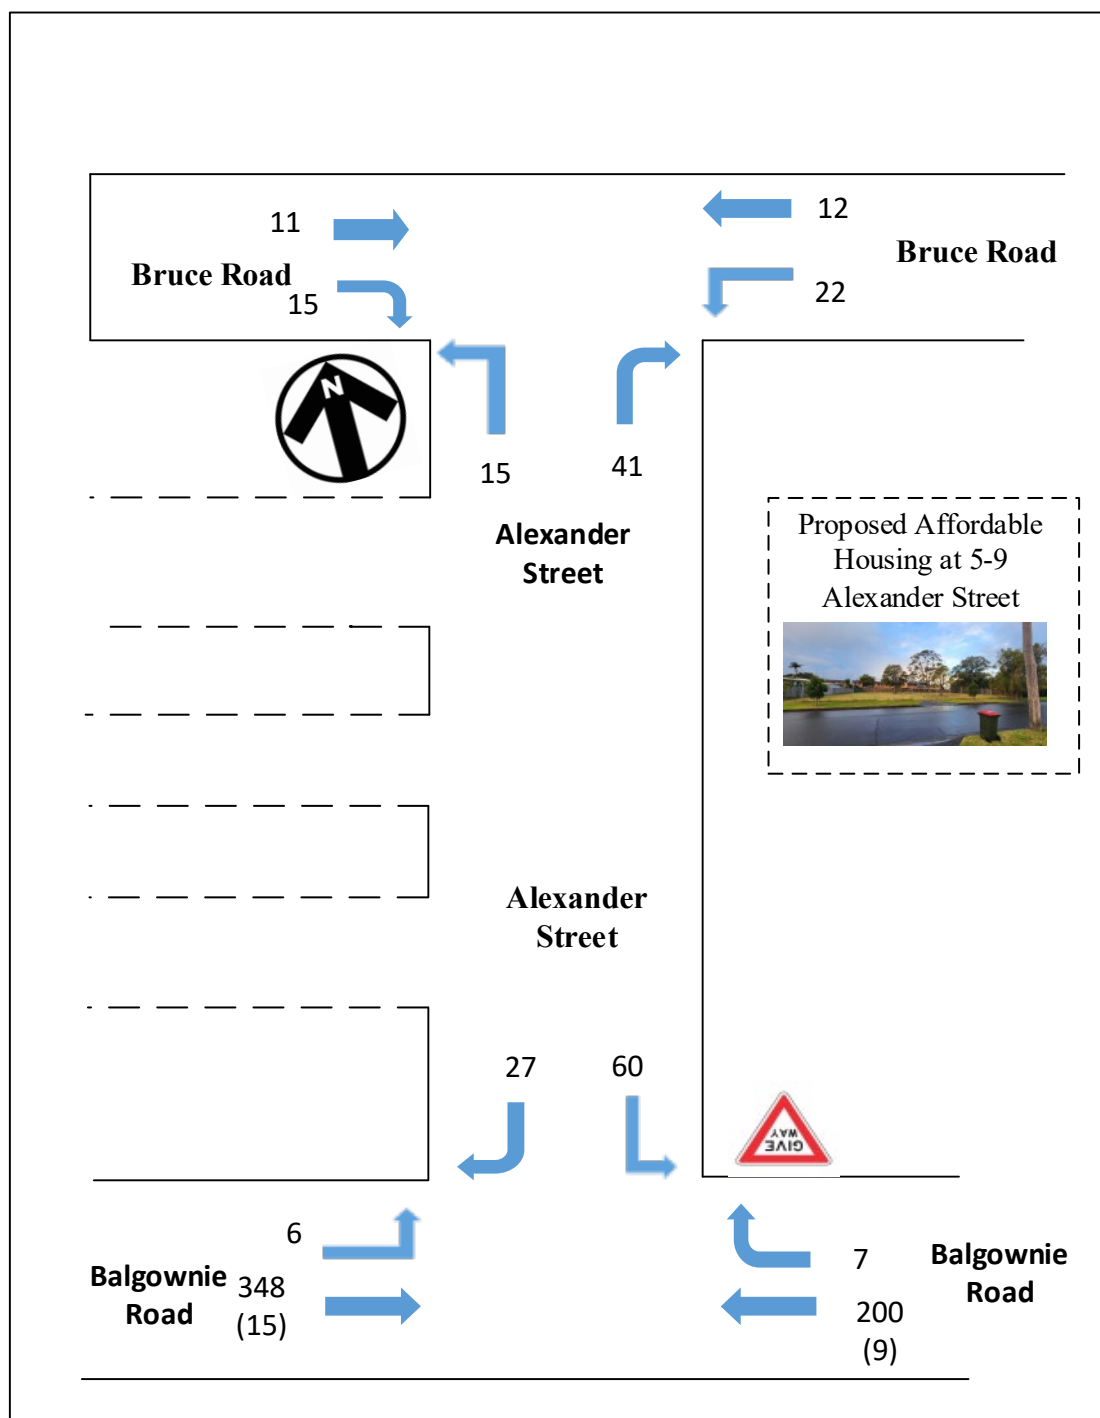 11
12
Bruce Road
Bruce Road
15
22
N
15
41
Alexander
Street
Proposed Affordable
Housing at 5-9
Alexander Street
Alexander
Street
27
60
GIVE
WAY
6
7
Balgownie
Road
348
(15)
200
(9)
Balgownie
Road